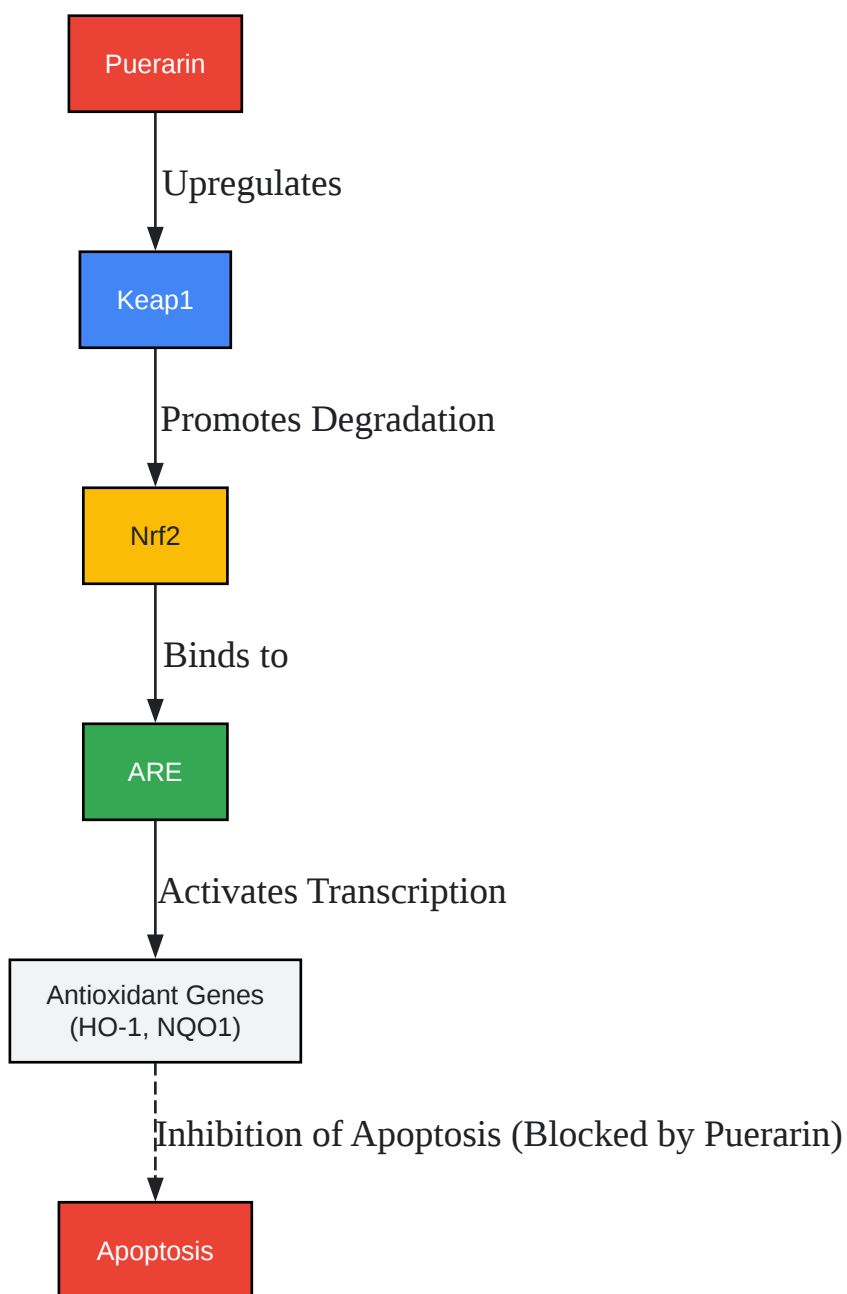 Puerarin
Upregulates
Keap1
Promotes Degradation
Nrf2
Binds to
ARE
Activates Transcription
Antioxidant Genes
(HO-1, NQO1)
Inhibition of Apoptosis (Blocked by Puerarin)
Apoptosis